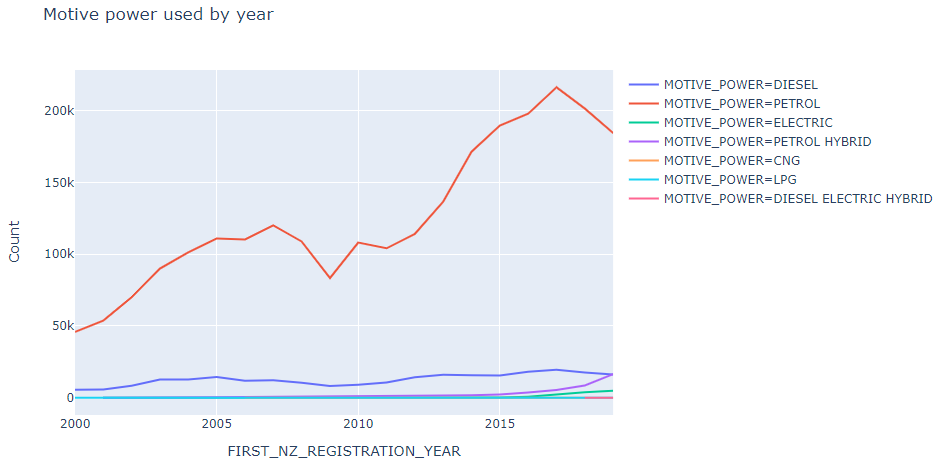 Motive power used by year
200k
150k
100k
50k
0
2000
2005
2010
2015
Count
FIRST_NZ_REGISTRATION_YEAR
MOTIVE_POWER=DIESEL
MOTIVE_POWER=PETROL
MOTIVE_POWER=ELECTRIC
MOTIVE_POWER=PETROL HYBRID
MOTIVE_POWER=CNG
MOTIVE_POWER=LPG
MOTIVE_POWER=DIESEL ELECTRIC HYBRID